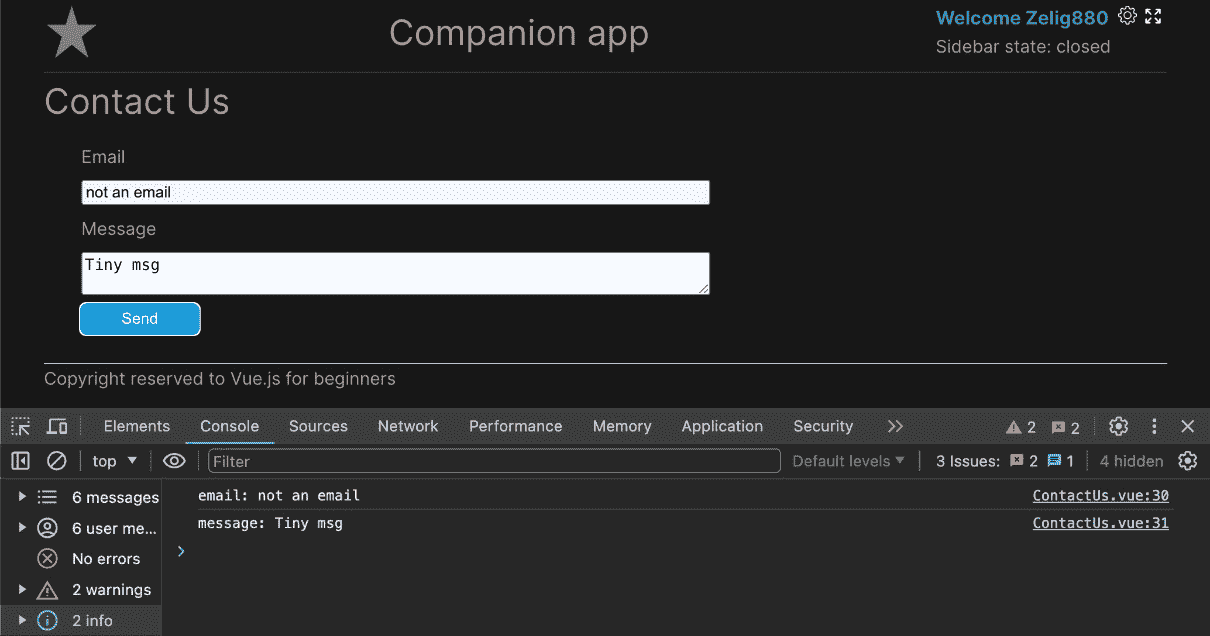 Companion app
Welcome Zelig880
Sidebar state: closed
Contact Us
Email
not an email
Message
Tiny msg
Send
Copyright reserved to Vue.js for beginners
Elements Console Sources Network Performance Memory Application Security 2 2
top Filter Default levels 3 Issues: 2 1 4 hidden
6 messages
6 user me...
No errors
2 warnings
2 info
email: not an email ContactUs.vue:30
message: Tiny msg ContactUs.vue:31